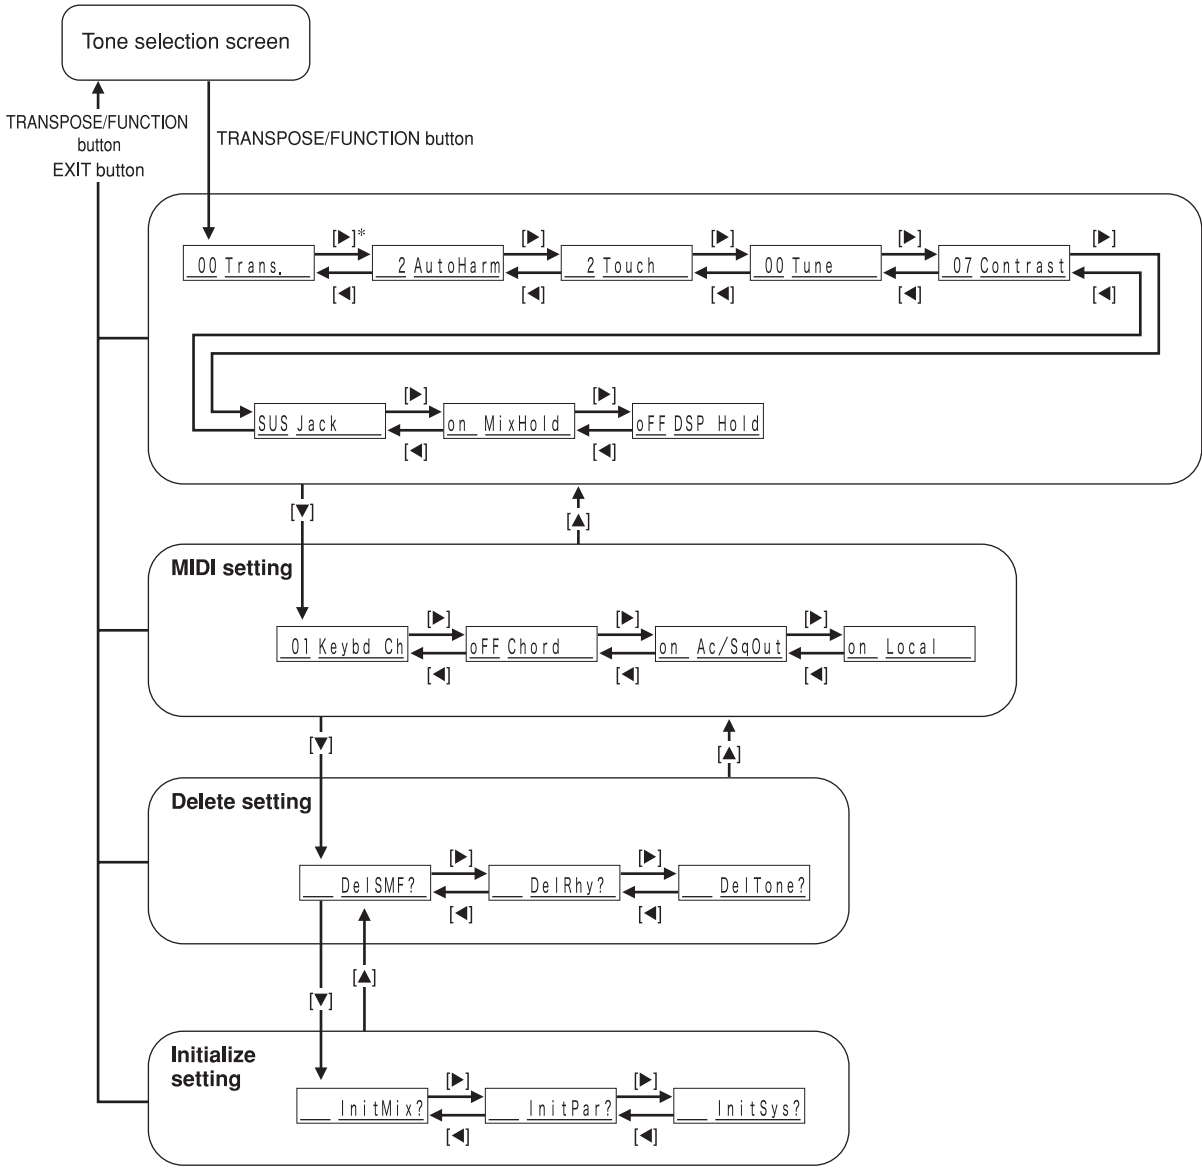 Tone selection screen
TRANSPOSE/FUNCTION
button
EXIT button
TRANSPOSE/FUNCTION button
[▶]* [▶] [▶] [▶] [▶]
00 Trans. 2 AutoHarm 2 Touch 00 Tune 07 Contrast
[◀] [◀] [◀] [◀] [◀]
[▶] [▶]
SUS Jack on MixHold oFF DSP Hold
[◀] [◀]
[▼] [▲]
MIDI setting
[▶] [▶] [▶]
01 Keybd Ch oFF Chord on Ac/SqOut on Local
[◀] [◀] [◀]
[▼] [▲]
Delete setting
[▶] [▶]
DelSMF? DelRhy? DelTone?
[◀] [◀]
[▼] [▲]
Initialize
setting
[▶] [▶]
InitMix? InitPar? InitSys?
[◀] [◀]